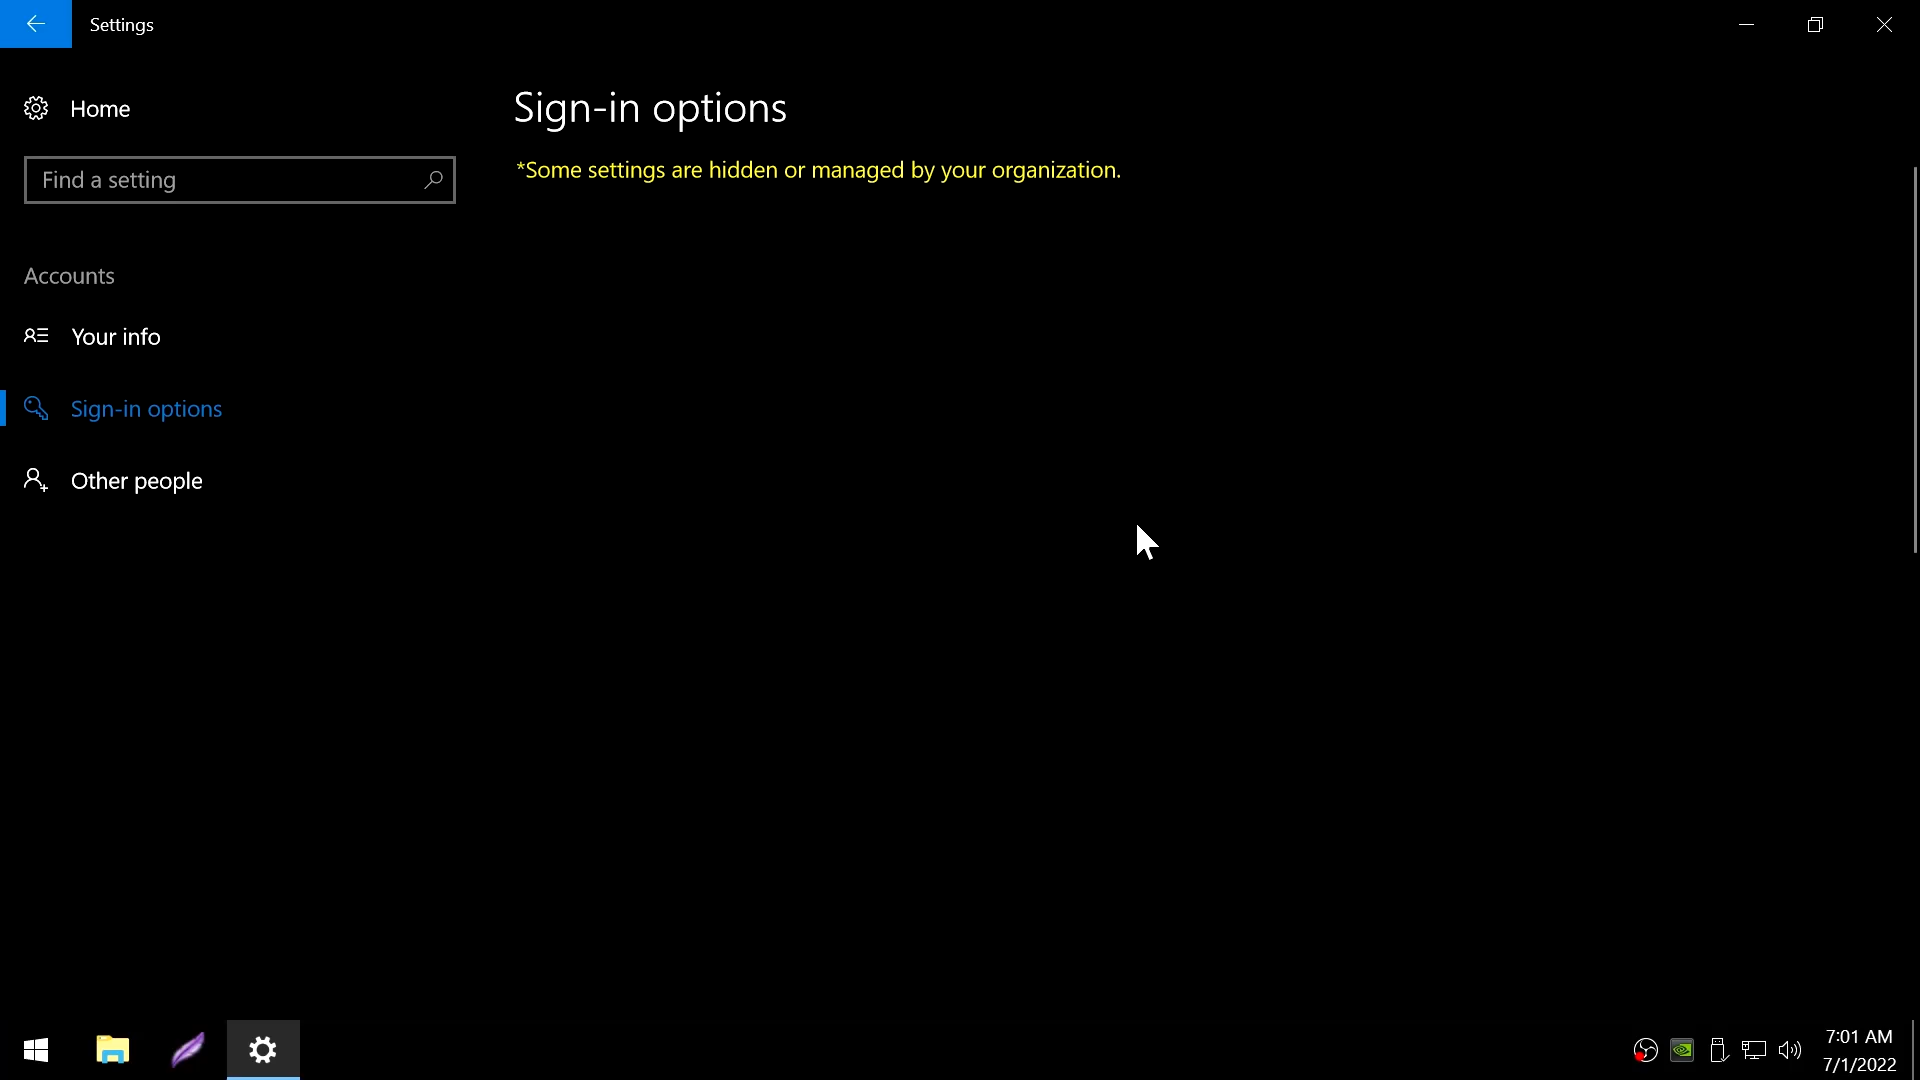 Settings
Home
Find a setting
Accounts
Your info
Sign-in options
Other people
Sign-in options
*Some settings are hidden or managed by your organization.
7:01 AM
7/1/2022